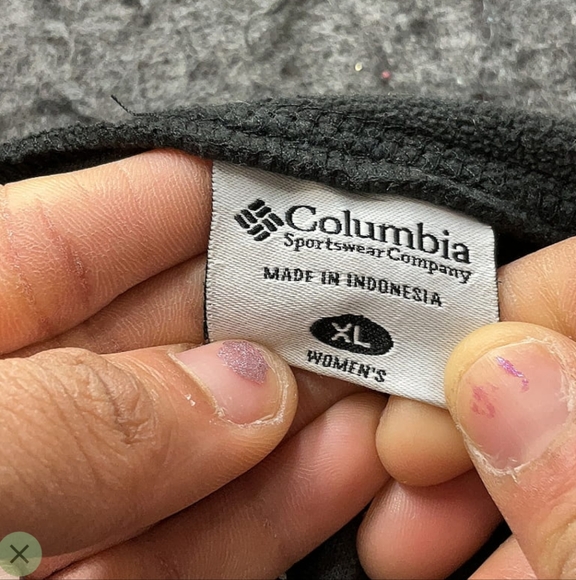 Columbia
Sportswear Company
MADE IN INDONESIA
XL
WOMEN'S